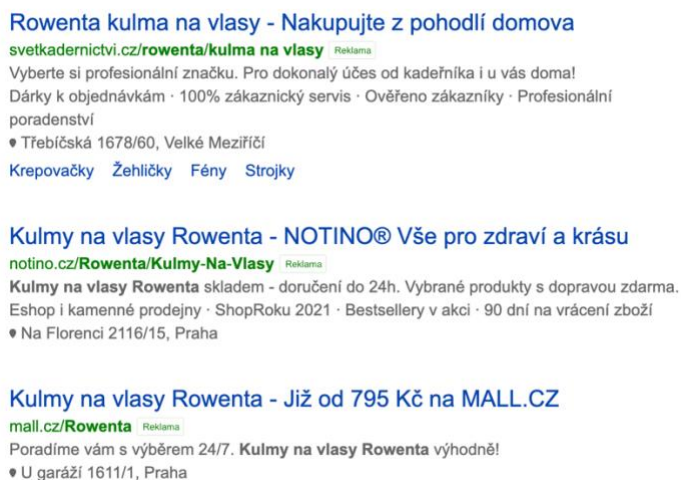 Rowenta kulma na vlasy - Nakupujte z pohodlí domova
svetkadernictvi.cz/rowenta/kulma na vlasy Reklama
Vyberte si profesionální značku. Pro dokonalý účes od kadeřníka i u vás doma!
Dárky k objednávkám · 100% zákaznický servis · Ověřeno zákazníky · Profesionální
poradenství
Třebíčská 1678/60, Velké Meziříčí
Krepovačky Žehličky Fény Strojky
Kulmy na vlasy Rowenta - NOTINO® Vše pro zdraví a krásu
notino.cz/Rowenta/Kulmy-Na-Vlasy Reklama
Kulmy na vlasy Rowenta skladem - doručení do 24h. Vybrané produkty s dopravou zdarma.
Eshop i kamenné prodejny · ShopRoku 2021 · Bestsellery v akci · 90 dní na vrácení zboží
Na Florenci 2116/15, Praha
Kulmy na vlasy Rowenta - Již od 795 Kč na MALL.CZ
mall.cz/Rowenta Reklama
Poradíme vám s výběrem 24/7. Kulmy na vlasy Rowenta výhodně!
U garáží 1611/1, Praha